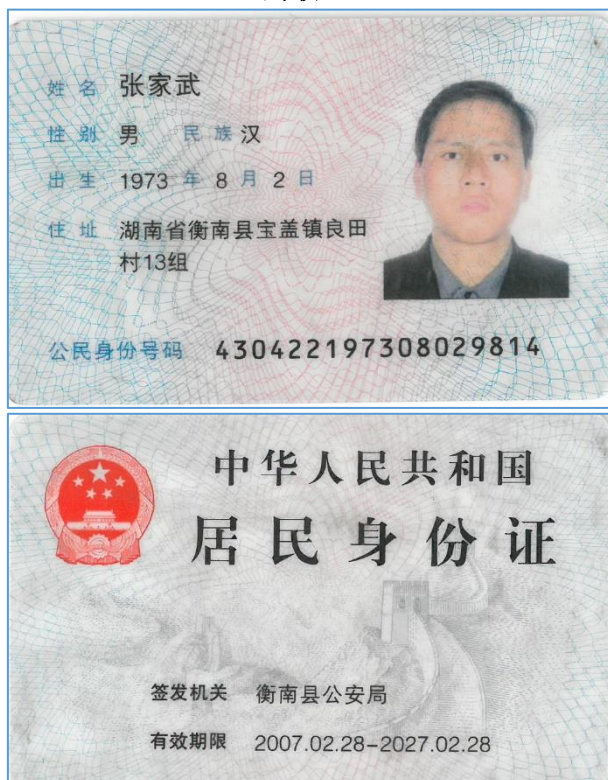 姓名 张家武
性别 男 民族 汉
出生 1973 年 8 月 2 日
住址 湖南省衡南县宝盖镇良田
村13组
公民身份号码 430422197308029814
中华人民共和国
居民身份证
签发机关 衡南县公安局
有效期限 2007.02.28-2027.02.28